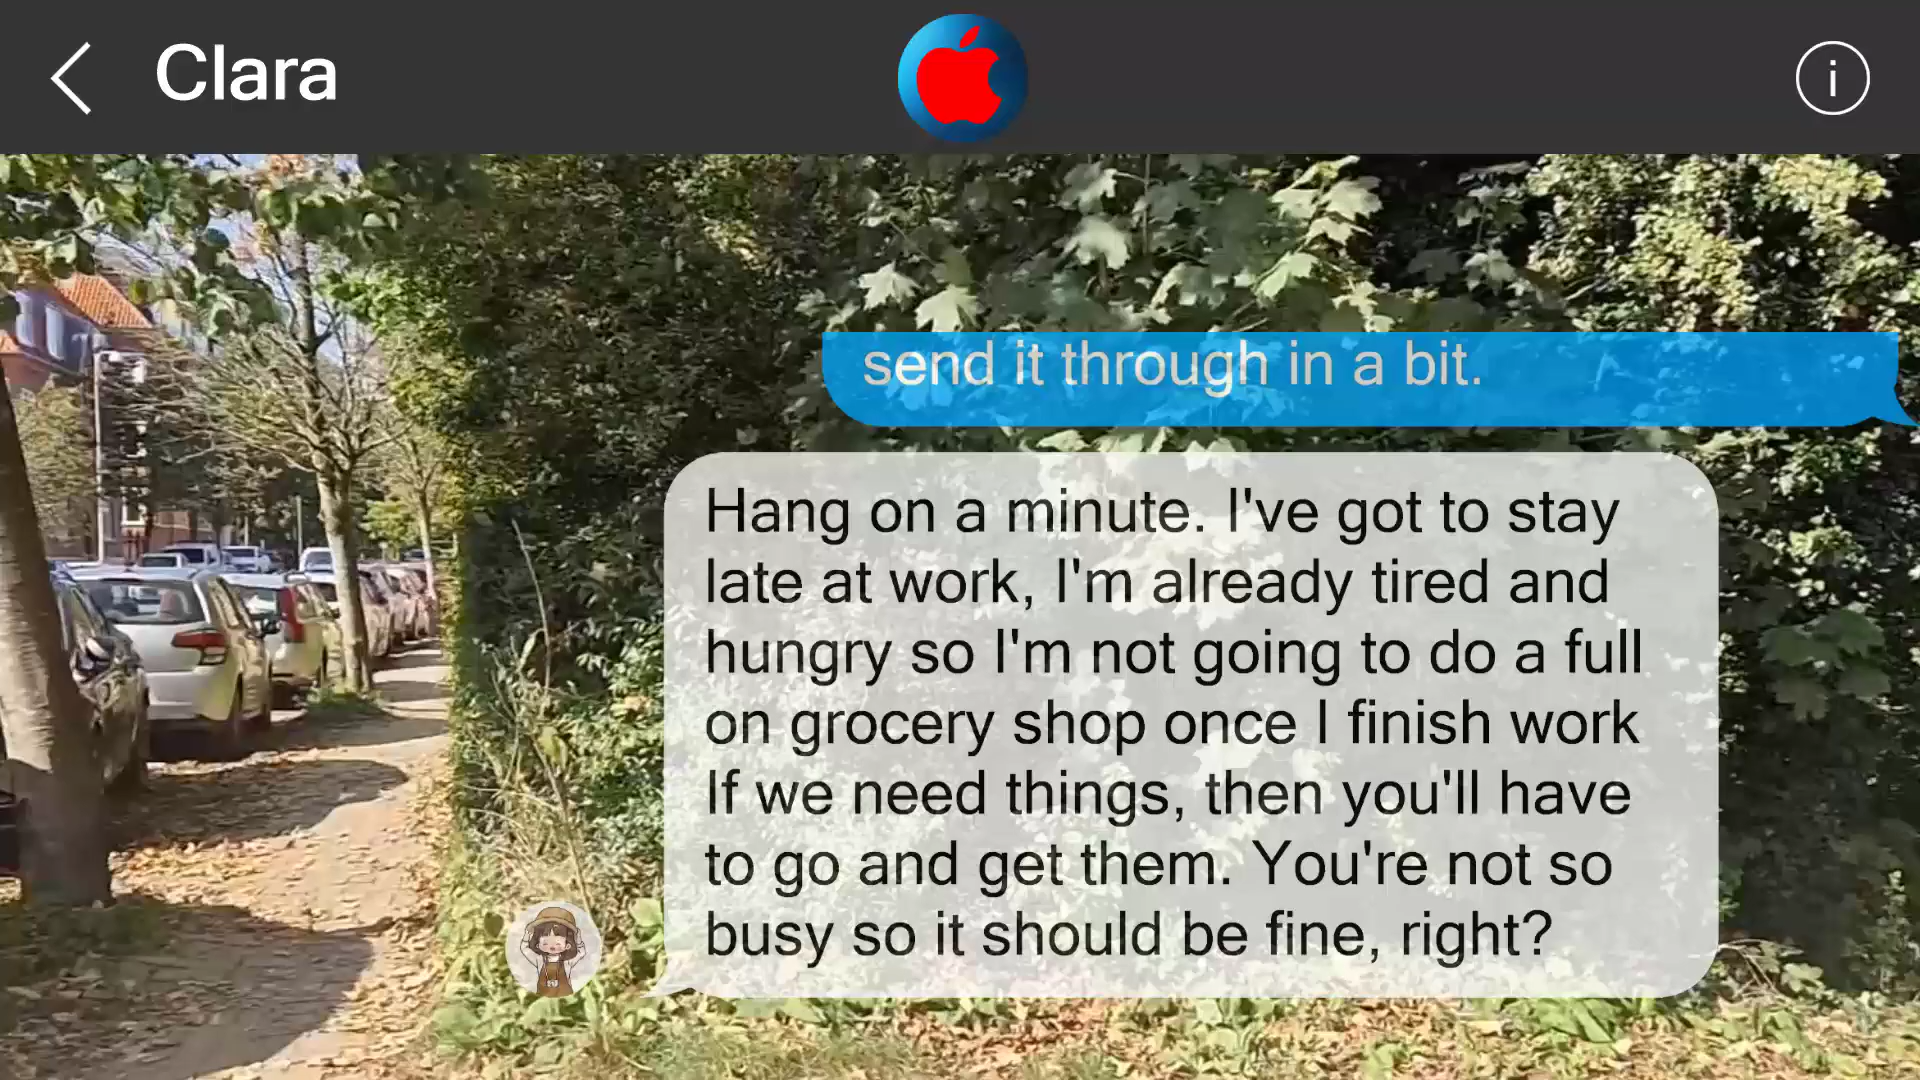 Clara
i
send it through in a bit.
Hang on a minute. I've got to stay
late at work, I'm already tired and
hungry so I'm not going to do a full
on grocery shop once I finish work
If we need things, then you'll have
to go and get them. You're not so
busy so it should be fine, right?